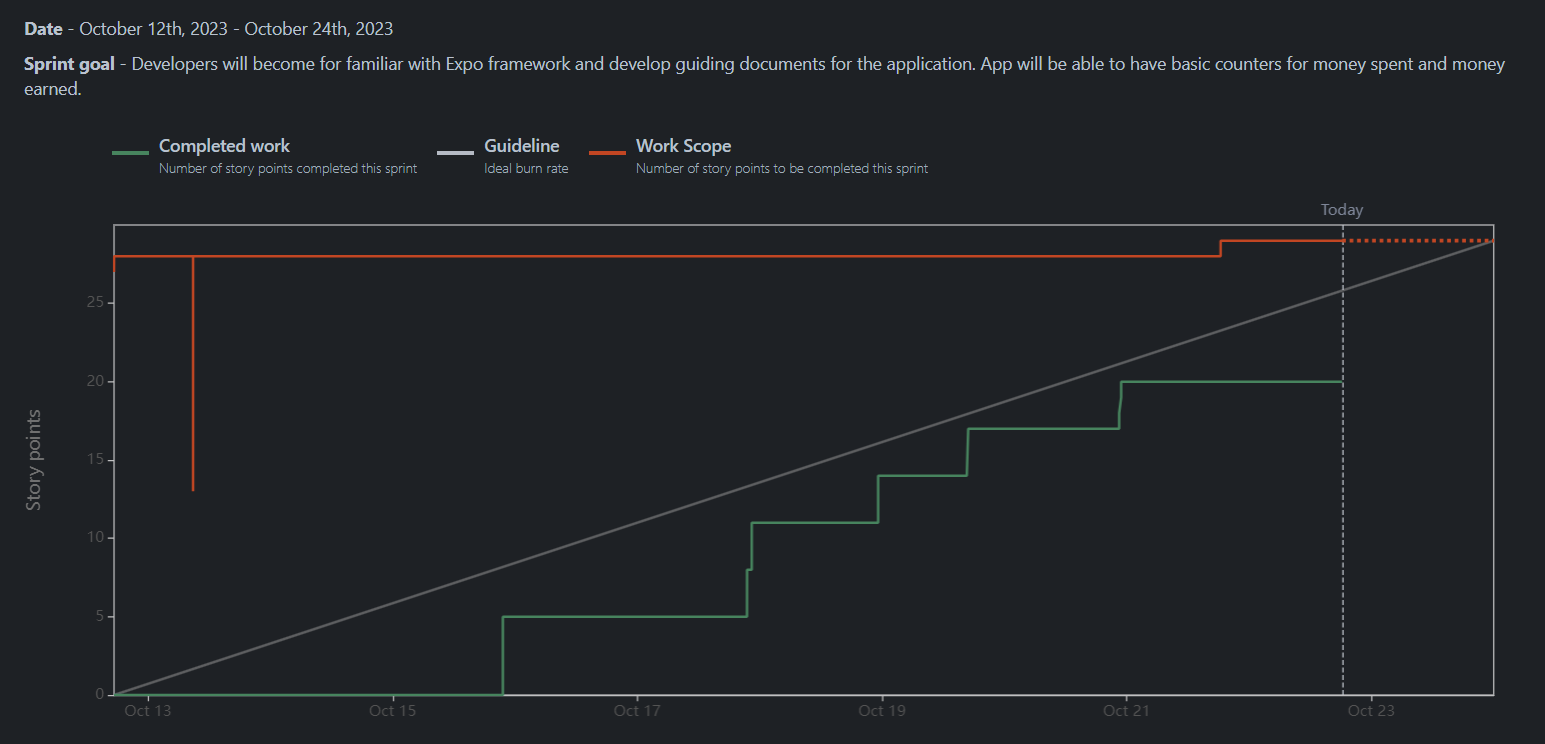 Date - October 12th, 2023 - October 24th, 2023
Sprint goal - Developers will become for familiar with Expo framework and develop guiding documents for the application. App will be able to have basic counters for money spent and money
earned.
Completed work
Number of story points completed this sprint
Guideline
Ideal burn rate
Work Scope
Number of story points to be completed this sprint
Today
Story points
25
20
15
10
5
0
Oct 13
Oct 15
Oct 17
Oct 19
Oct 21
Oct 23